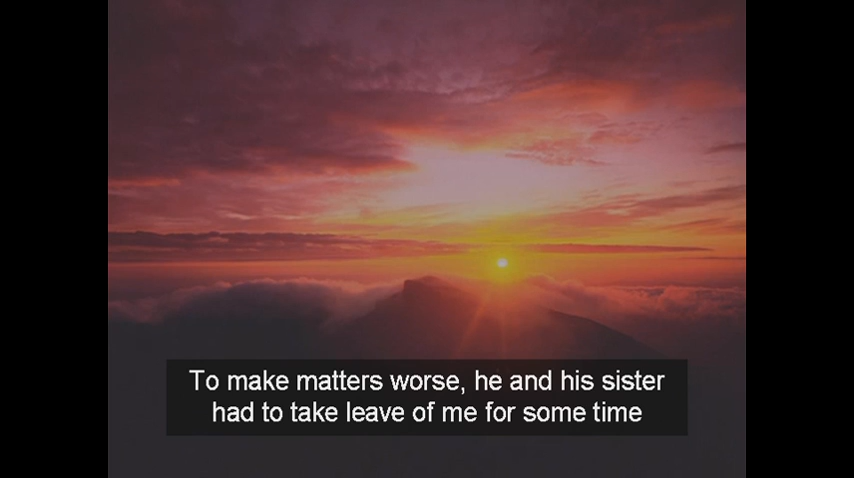 To make matters worse, he and his sister
had to take leave of me for some time